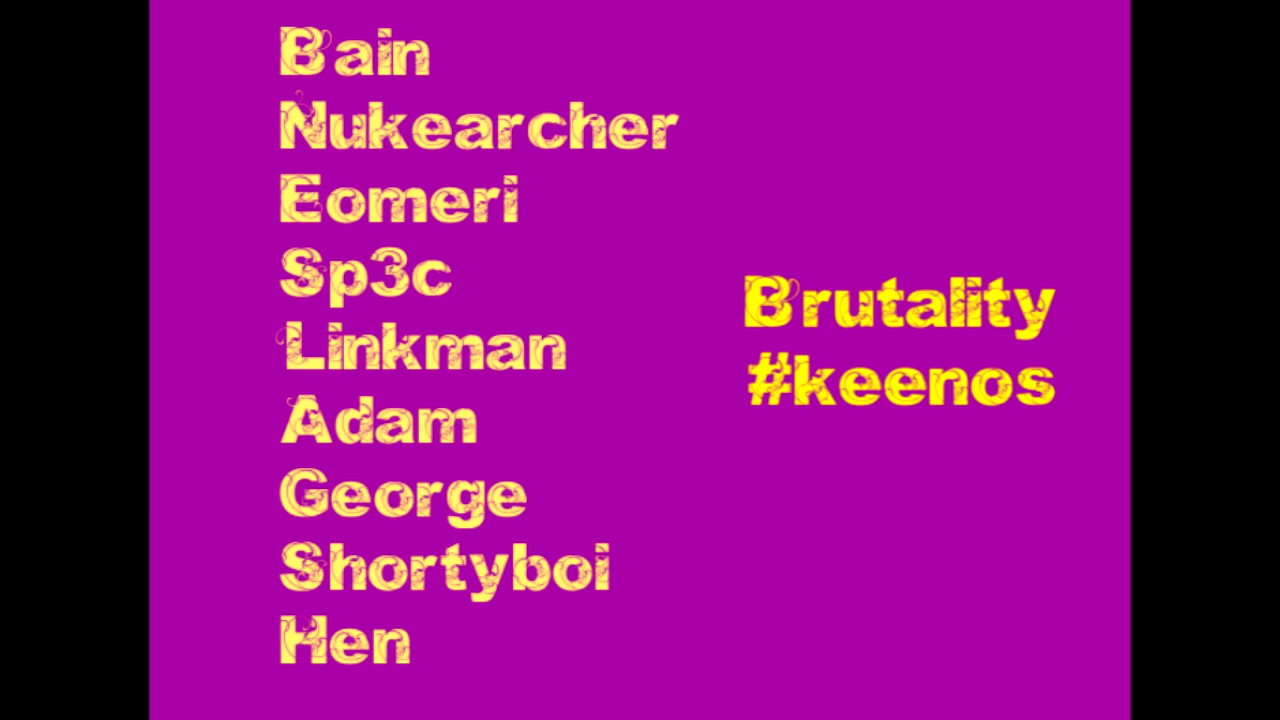 Bain
Nukearcher
Eomeri
Sp3c
Linkman
Adam
George
Shortyboi
Hen
Brutality
#keenos